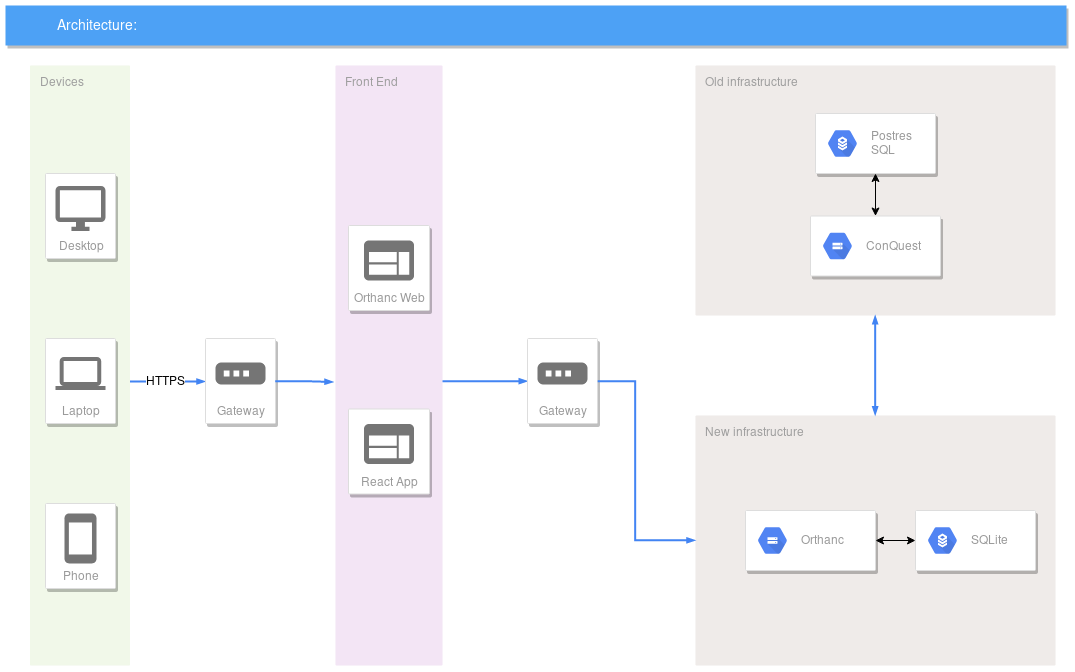 Architecture:
Devices
Desktop
Laptop
Phone
HTTPS
Gateway
Front End
Orthanc Web
React App
Gateway
Old infrastructure
Postres
SQL
ConQuest
New infrastructure
Orthanc
SQLite